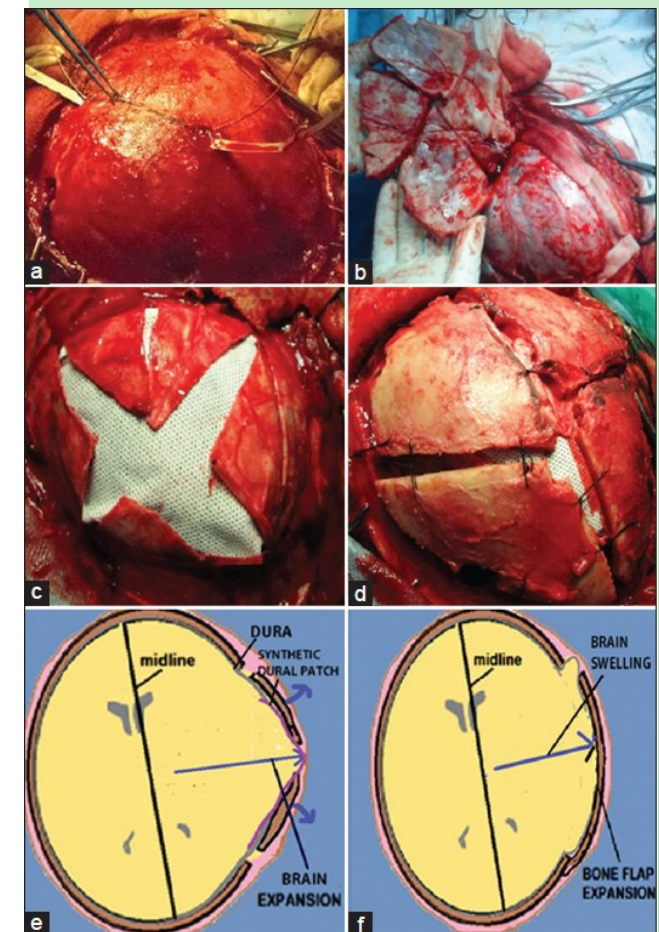 a
b
c
d
DURA
SYNTHETIC
DURAL PATCH
midline
BRAIN
EXPANSION
e
BRAIN
SWELLING
midline
BONE FLAP
EXPANSION
f